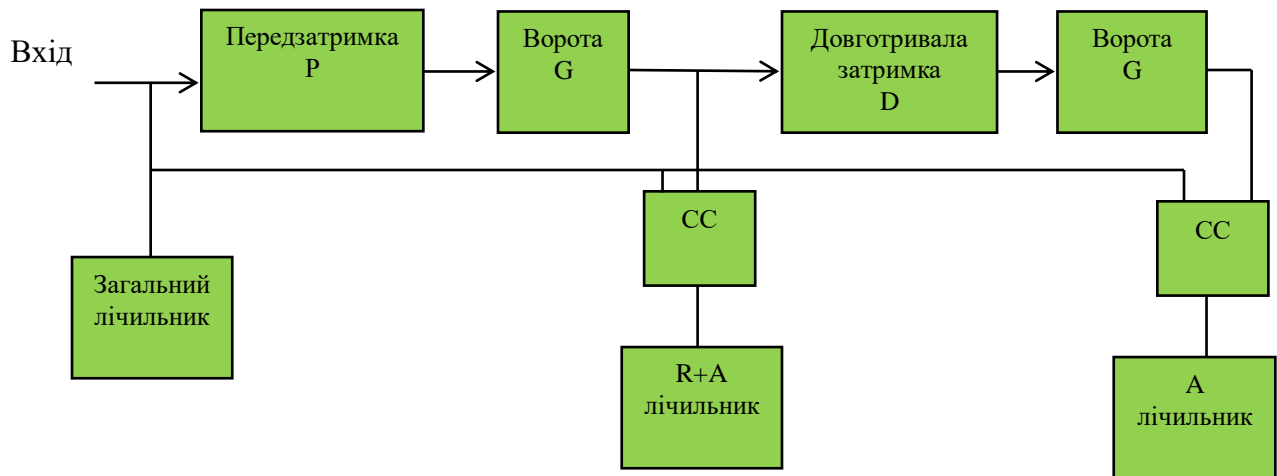 Вхід
Передзатримка
P
Ворота
G
Довготривала
затримка
D
Ворота
G
CC
CC
Загальний
лічильник
R+A
лічильник
A
лічильник